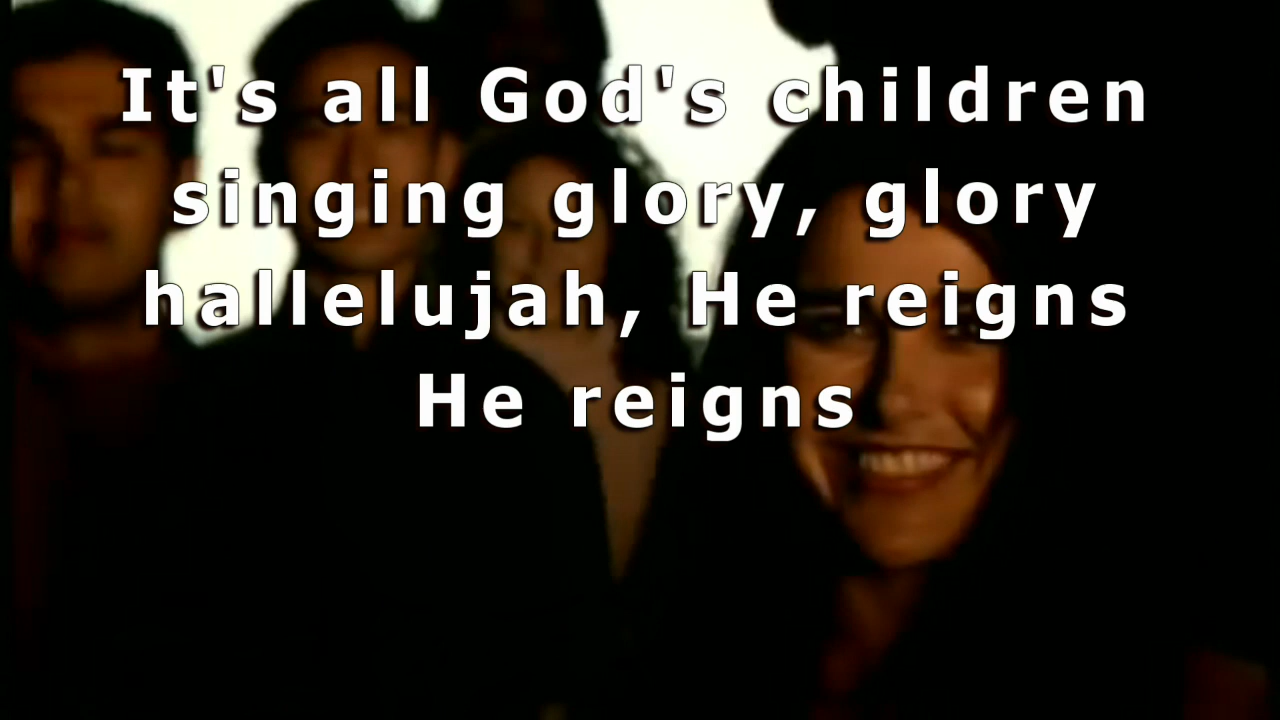 It's all God's children
singing glory, glory
hallelujah, He reigns
He reigns